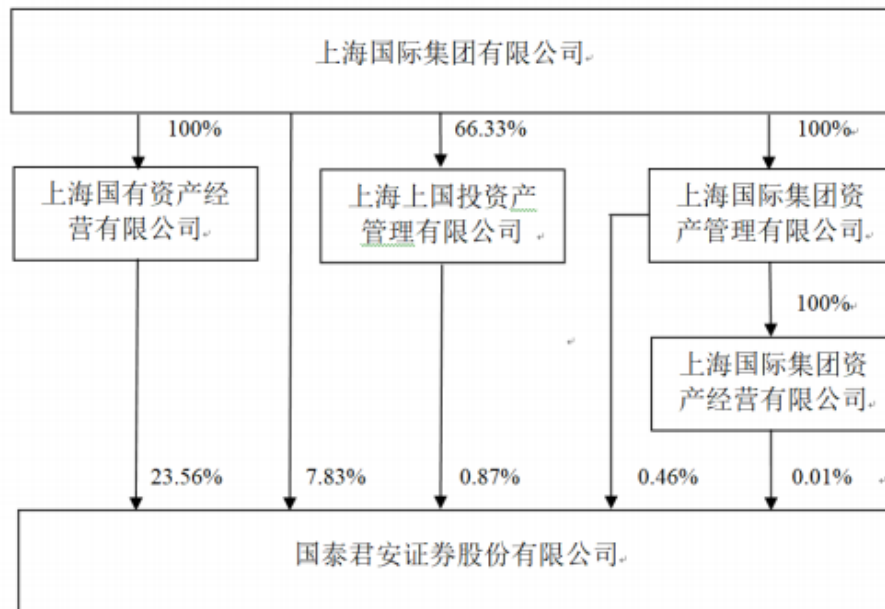 上海国际集团有限公司
100%
66.33%
100%
上海国有资产经
营有限公司
上海上国投资产
管理有限公司
上海国际集团资
产管理有限公司
100%
上海国际集团资
产经营有限公司
23.56%
7.83%
0.87%
0.46%
0.01%
国泰君安证券股份有限公司